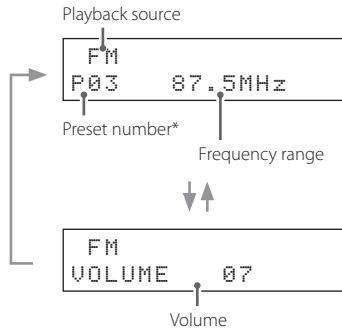 Playback source
FM
P03 87.5MHz
Preset number*
Frequency range
FM
VOLUME 07
Volume